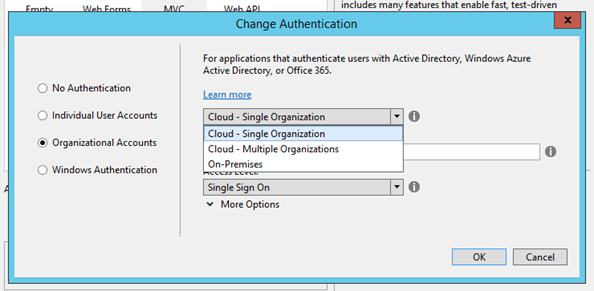 Empty Web Forms MVC Web API
includes many features that enable fast, test-driven
Change Authentication
For applications that authenticate users with Active Directory, Windows Azure
Active Directory, or Office 365.
Learn more
No Authentication
Individual User Accounts
Organizational Accounts
Windows Authentication
Cloud - Single Organization
Cloud - Single Organization
Cloud - Multiple Organizations
On-Premises
Access Level:
Single Sign On
More Options
OK Cancel